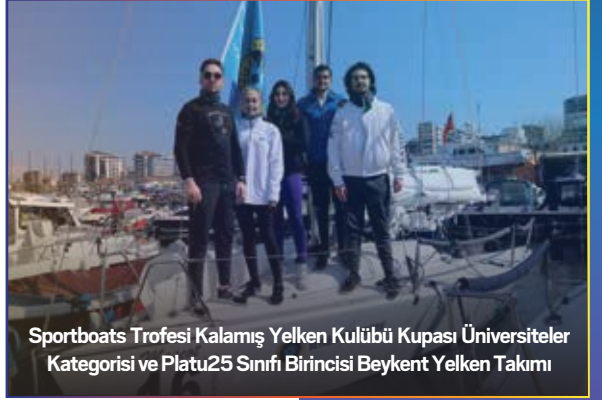 Sportboats Trofesi Kalamış Yelken Kulübü Kupası Üniversiteler
Kategorisi ve Platu25 Sınıfı Birincisi Beykent Yelken Takımı